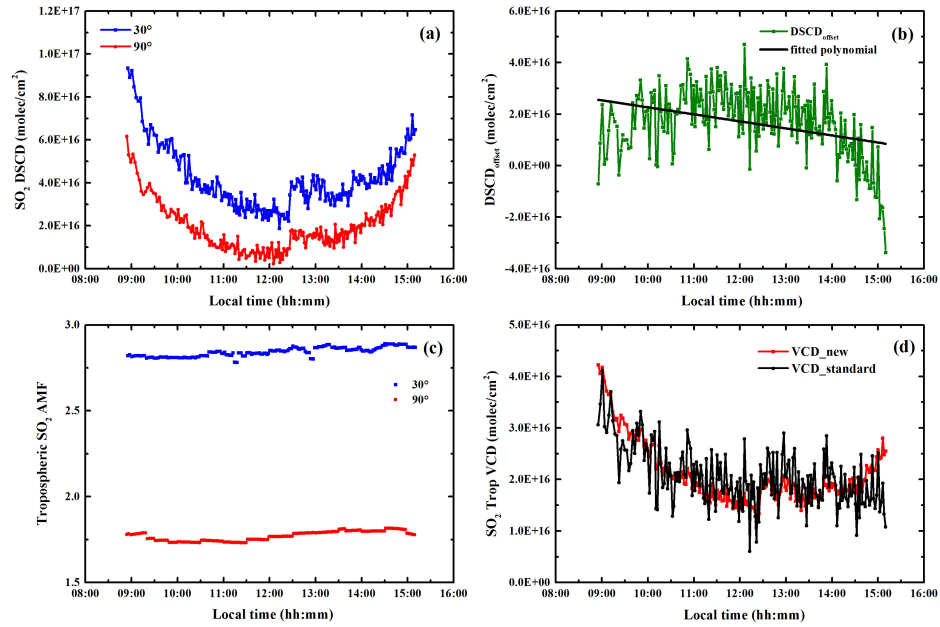 1.2E+17
9.0E+16
6.0E+16
3.0E+16
0.0E+00
SO2 DSCD (molec/cm2)
30°
90°
(a)
08:00 09:00 10:00 11:00 12:00 13:00 14:00 15:00 16:00
Local time (hh:mm)
6.0E+16
4.0E+16
2.0E+16
0.0E+00
-2.0E+16
-4.0E+16
DSCDoffset (molec/cm2)
DSCDoffset
fitted polynomial
(b)
08:00 09:00 10:00 11:00 12:00 13:00 14:00 15:00 16:00
Local time (hh:mm)
3.0
2.5
2.0
1.5
Tropospheric SO2 AMF
(c)
30°
90°
08:00 09:00 10:00 11:00 12:00 13:00 14:00 15:00 16:00
Local time (hh:mm)
5.0E+16
4.0E+16
3.0E+16
2.0E+16
1.0E+16
0.0E+00
SO2 Trop VCD (molec/cm2)
VCD_new
VCD_standard
(d)
08:00 09:00 10:00 11:00 12:00 13:00 14:00 15:00 16:00
Local time (hh:mm)